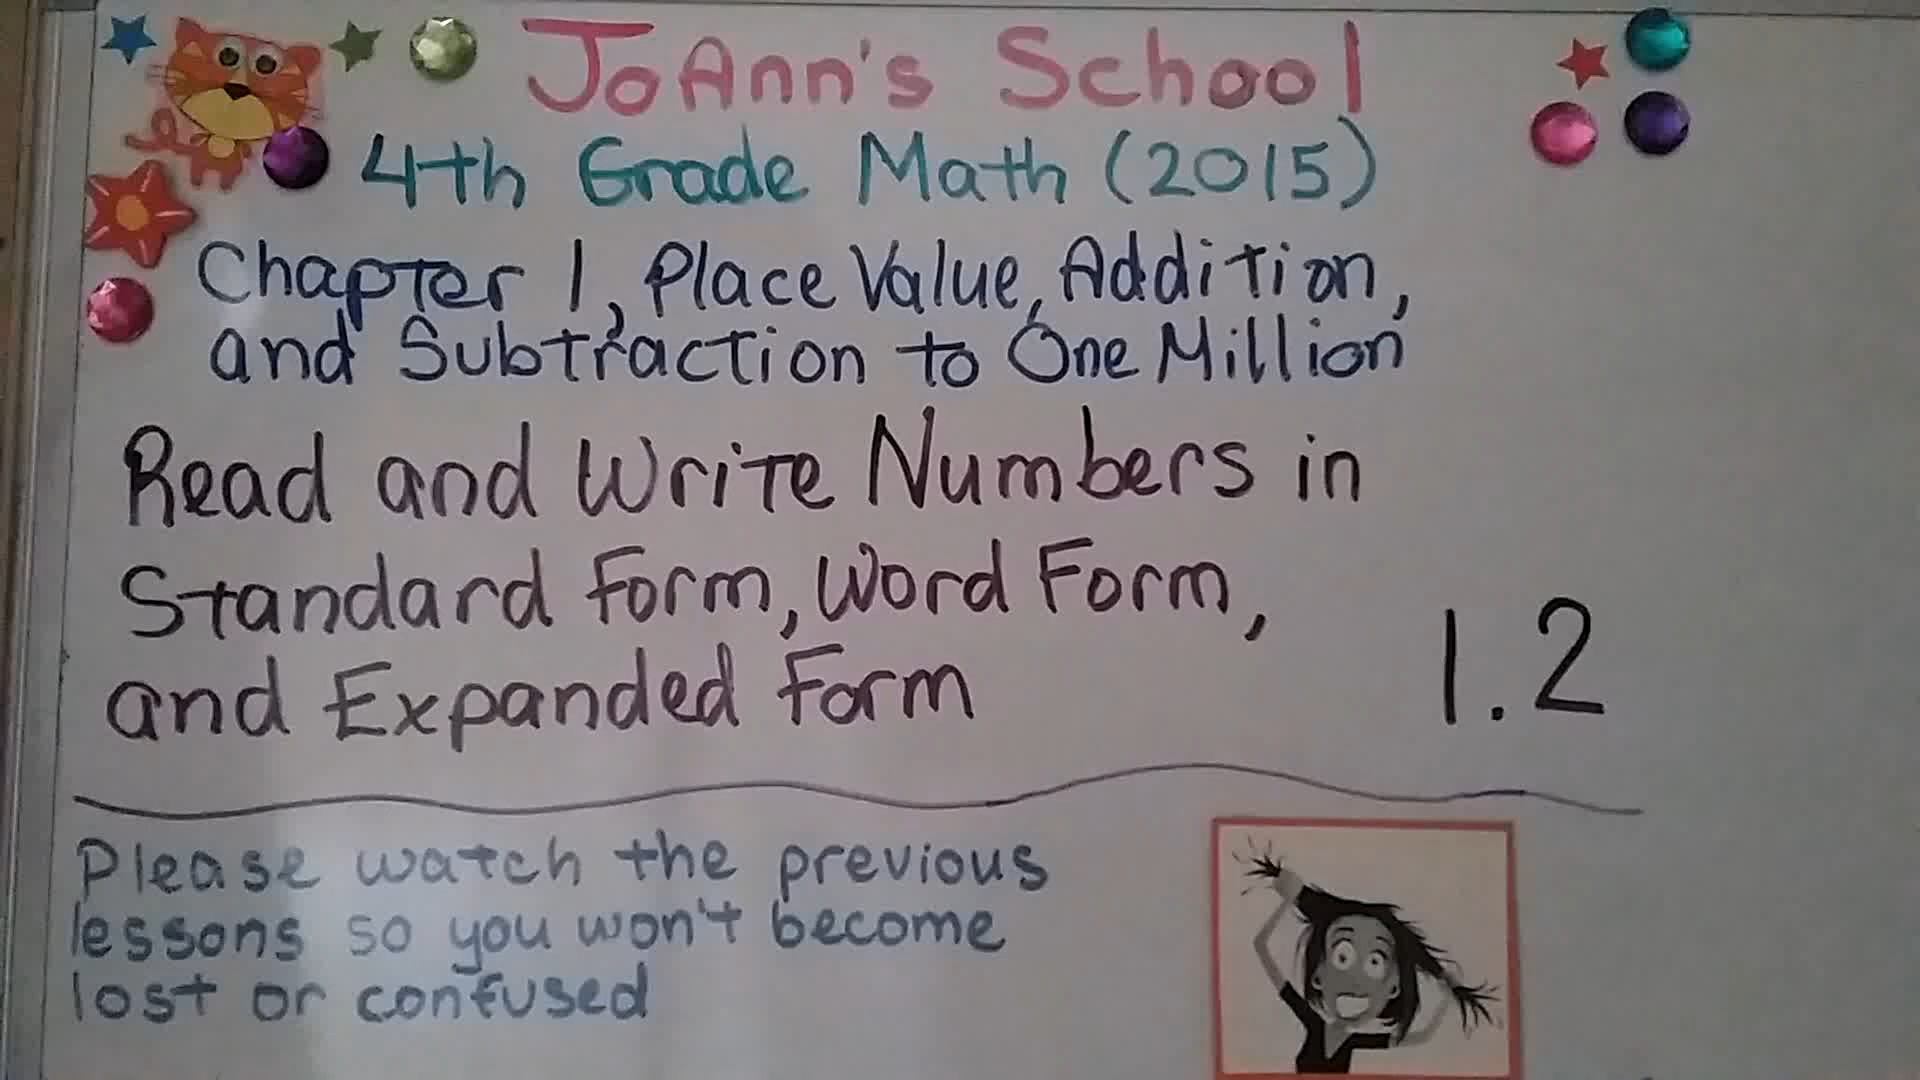 JoAnn's School
4th Grade Math (2015)
Chapter 1, Place Value, Addition,
and Subtraction to One Million
Read and Write Numbers in
Standard Form, Word Form,
and Expanded Form
1.2
Please watch the previous
lessons so you won't become
lost or confused